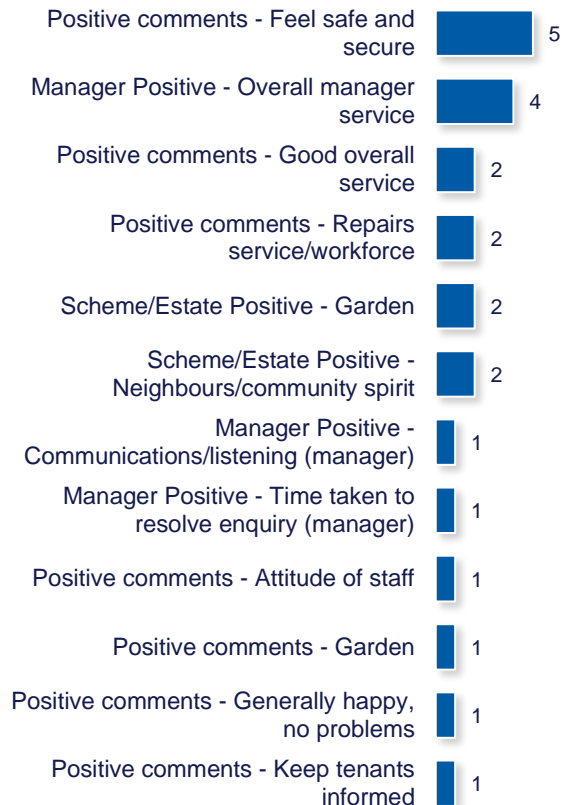 Positive comments - Feel safe and
secure
5
Manager Positive - Overall manager
service
4
Positive comments - Good overall
service
2
Positive comments - Repairs
service/workforce
2
Scheme/Estate Positive - Garden
2
Scheme/Estate Positive -
Neighbours/community spirit
2
Manager Positive -
Communications/listening (manager)
1
Manager Positive - Time taken to
resolve enquiry (manager)
1
Positive comments - Attitude of staff
1
Positive comments - Garden
1
Positive comments - Generally happy,
no problems
1
Positive comments - Keep tenants
informed
1